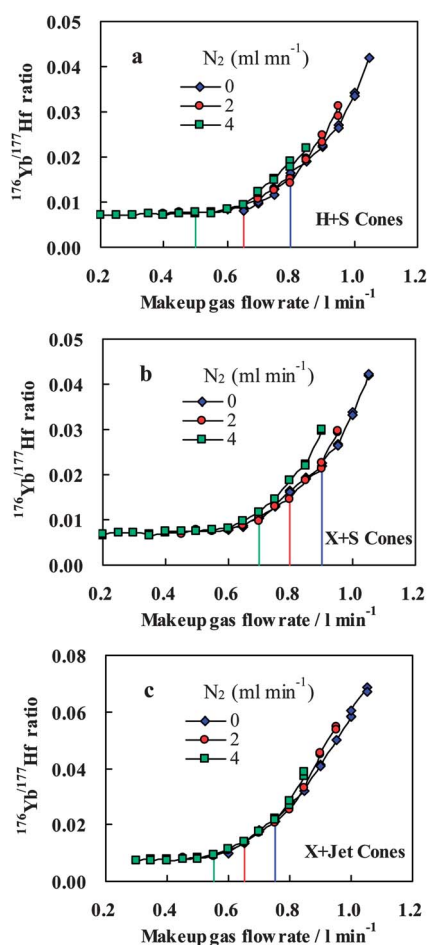 a
N₂ (ml mn⁻¹)
0
2
4
0.05
0.04
0.03
0.02
0.01
0.00
¹⁷⁶Yb/¹⁷⁷Hf ratio
H+S Cones
0.2 0.4 0.6 0.8 1.0 1.2 1.4
Makeup gas flow rate / l min⁻¹
b
N₂ (ml min⁻¹)
0
2
4
0.05
0.04
0.03
0.02
0.01
0.00
¹⁷⁶Yb/¹⁷⁷Hf ratio
X+S Cones
0.2 0.4 0.6 0.8 1.0 1.2
Makeup gas flow rate / l min⁻¹
c
N₂ (ml min⁻¹)
0
2
4
0.08
0.06
0.04
0.02
0.00
¹⁷⁶Yb/¹⁷⁷Hf ratio
X+Jet Cones
0.2 0.4 0.6 0.8 1.0 1.2
Makeup gas flow rate / l min⁻¹